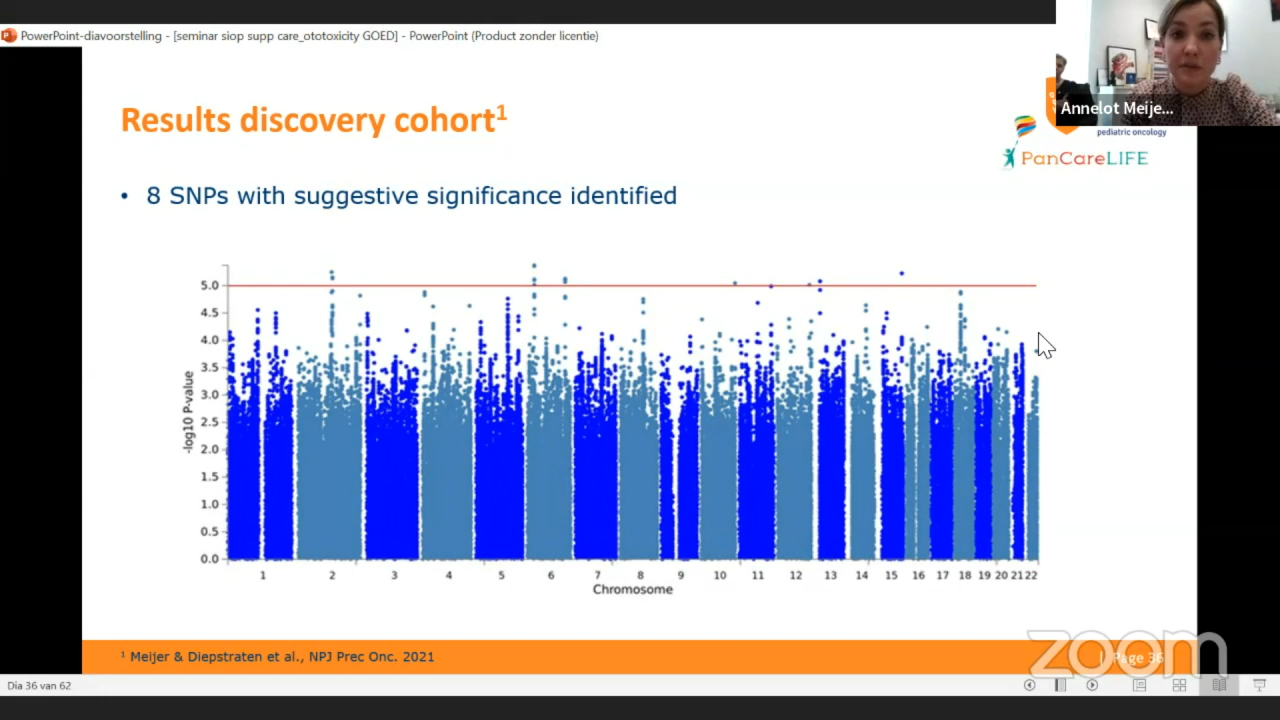 PowerPoint-diavoorstelling - [seminar siop supp care_ototoxicity GOED] - PowerPoint (Product zonder licentie)
Annelot Meije...
Results discovery cohort¹
pediatric oncology
PanCareLIFE
• 8 SNPs with suggestive significance identified
5.0
4.5
4.0
3.5
3.0
2.5
2.0
1.5
1.0
0.5
0.0
-log10 P-value
1 2 3 4 5 6 7 8 9 10 11 12 13 14 15 16 17 18 19 20 21 22
Chromosome
¹ Meijer & Diepstraten et al., NPJ Prec Onc. 2021
| Page 36
zoom
Dia 36 van 62